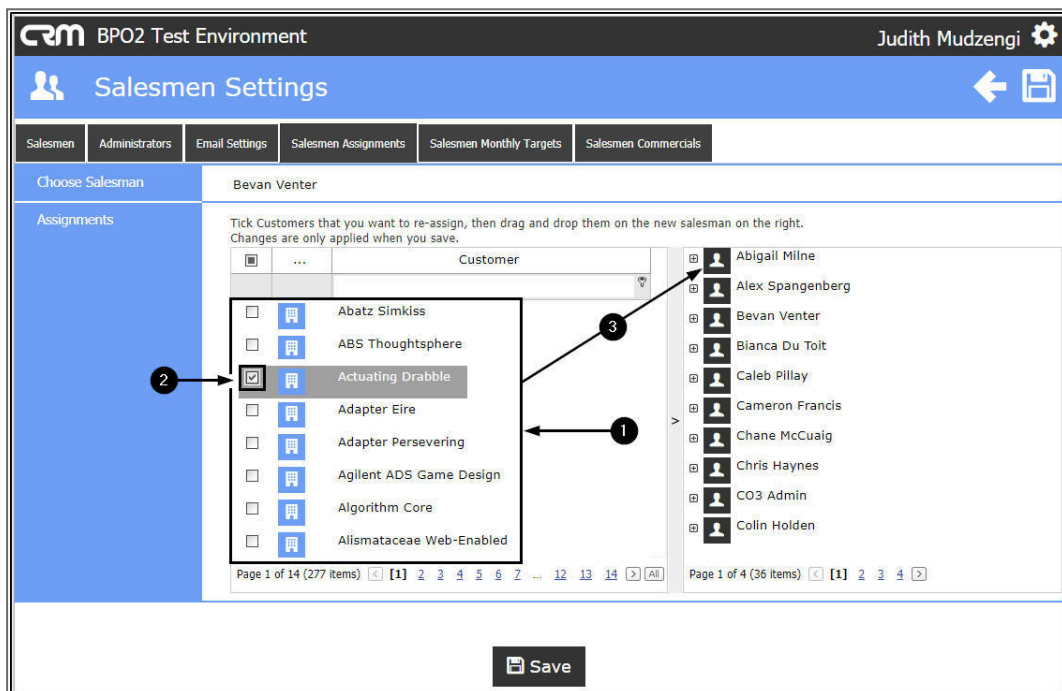 CRM BPO2 Test Environment Judith Mudzengi
Salesmen Settings
Salesmen Administrators Email Settings Salesmen Assignments Salesmen Monthly Targets Salesmen Commercials
Choose Salesman Bevan Venter
Assignments
Tick Customers that you want to re-assign, then drag and drop them on the new salesman on the right.
Changes are only applied when you save.
... Customer
Abatz Simkiss
ABS Thoughtsphere
Actuating Drabble
Adapter Eire
Adapter Persevering
Agilent ADS Game Design
Algorithm Core
Alismataceae Web-Enabled
Page 1 of 14 (277 items) < [1] 2 3 4 5 6 7 ... 12 13 14 > All
2
3
1
>
Abigail Milne
Alex Spangenberg
Bevan Venter
Bianca Du Toit
Caleb Pillay
Cameron Francis
Chane McCuaig
Chris Haynes
CO3 Admin
Colin Holden
Page 1 of 4 (36 items) < [1] 2 3 4 >
Save